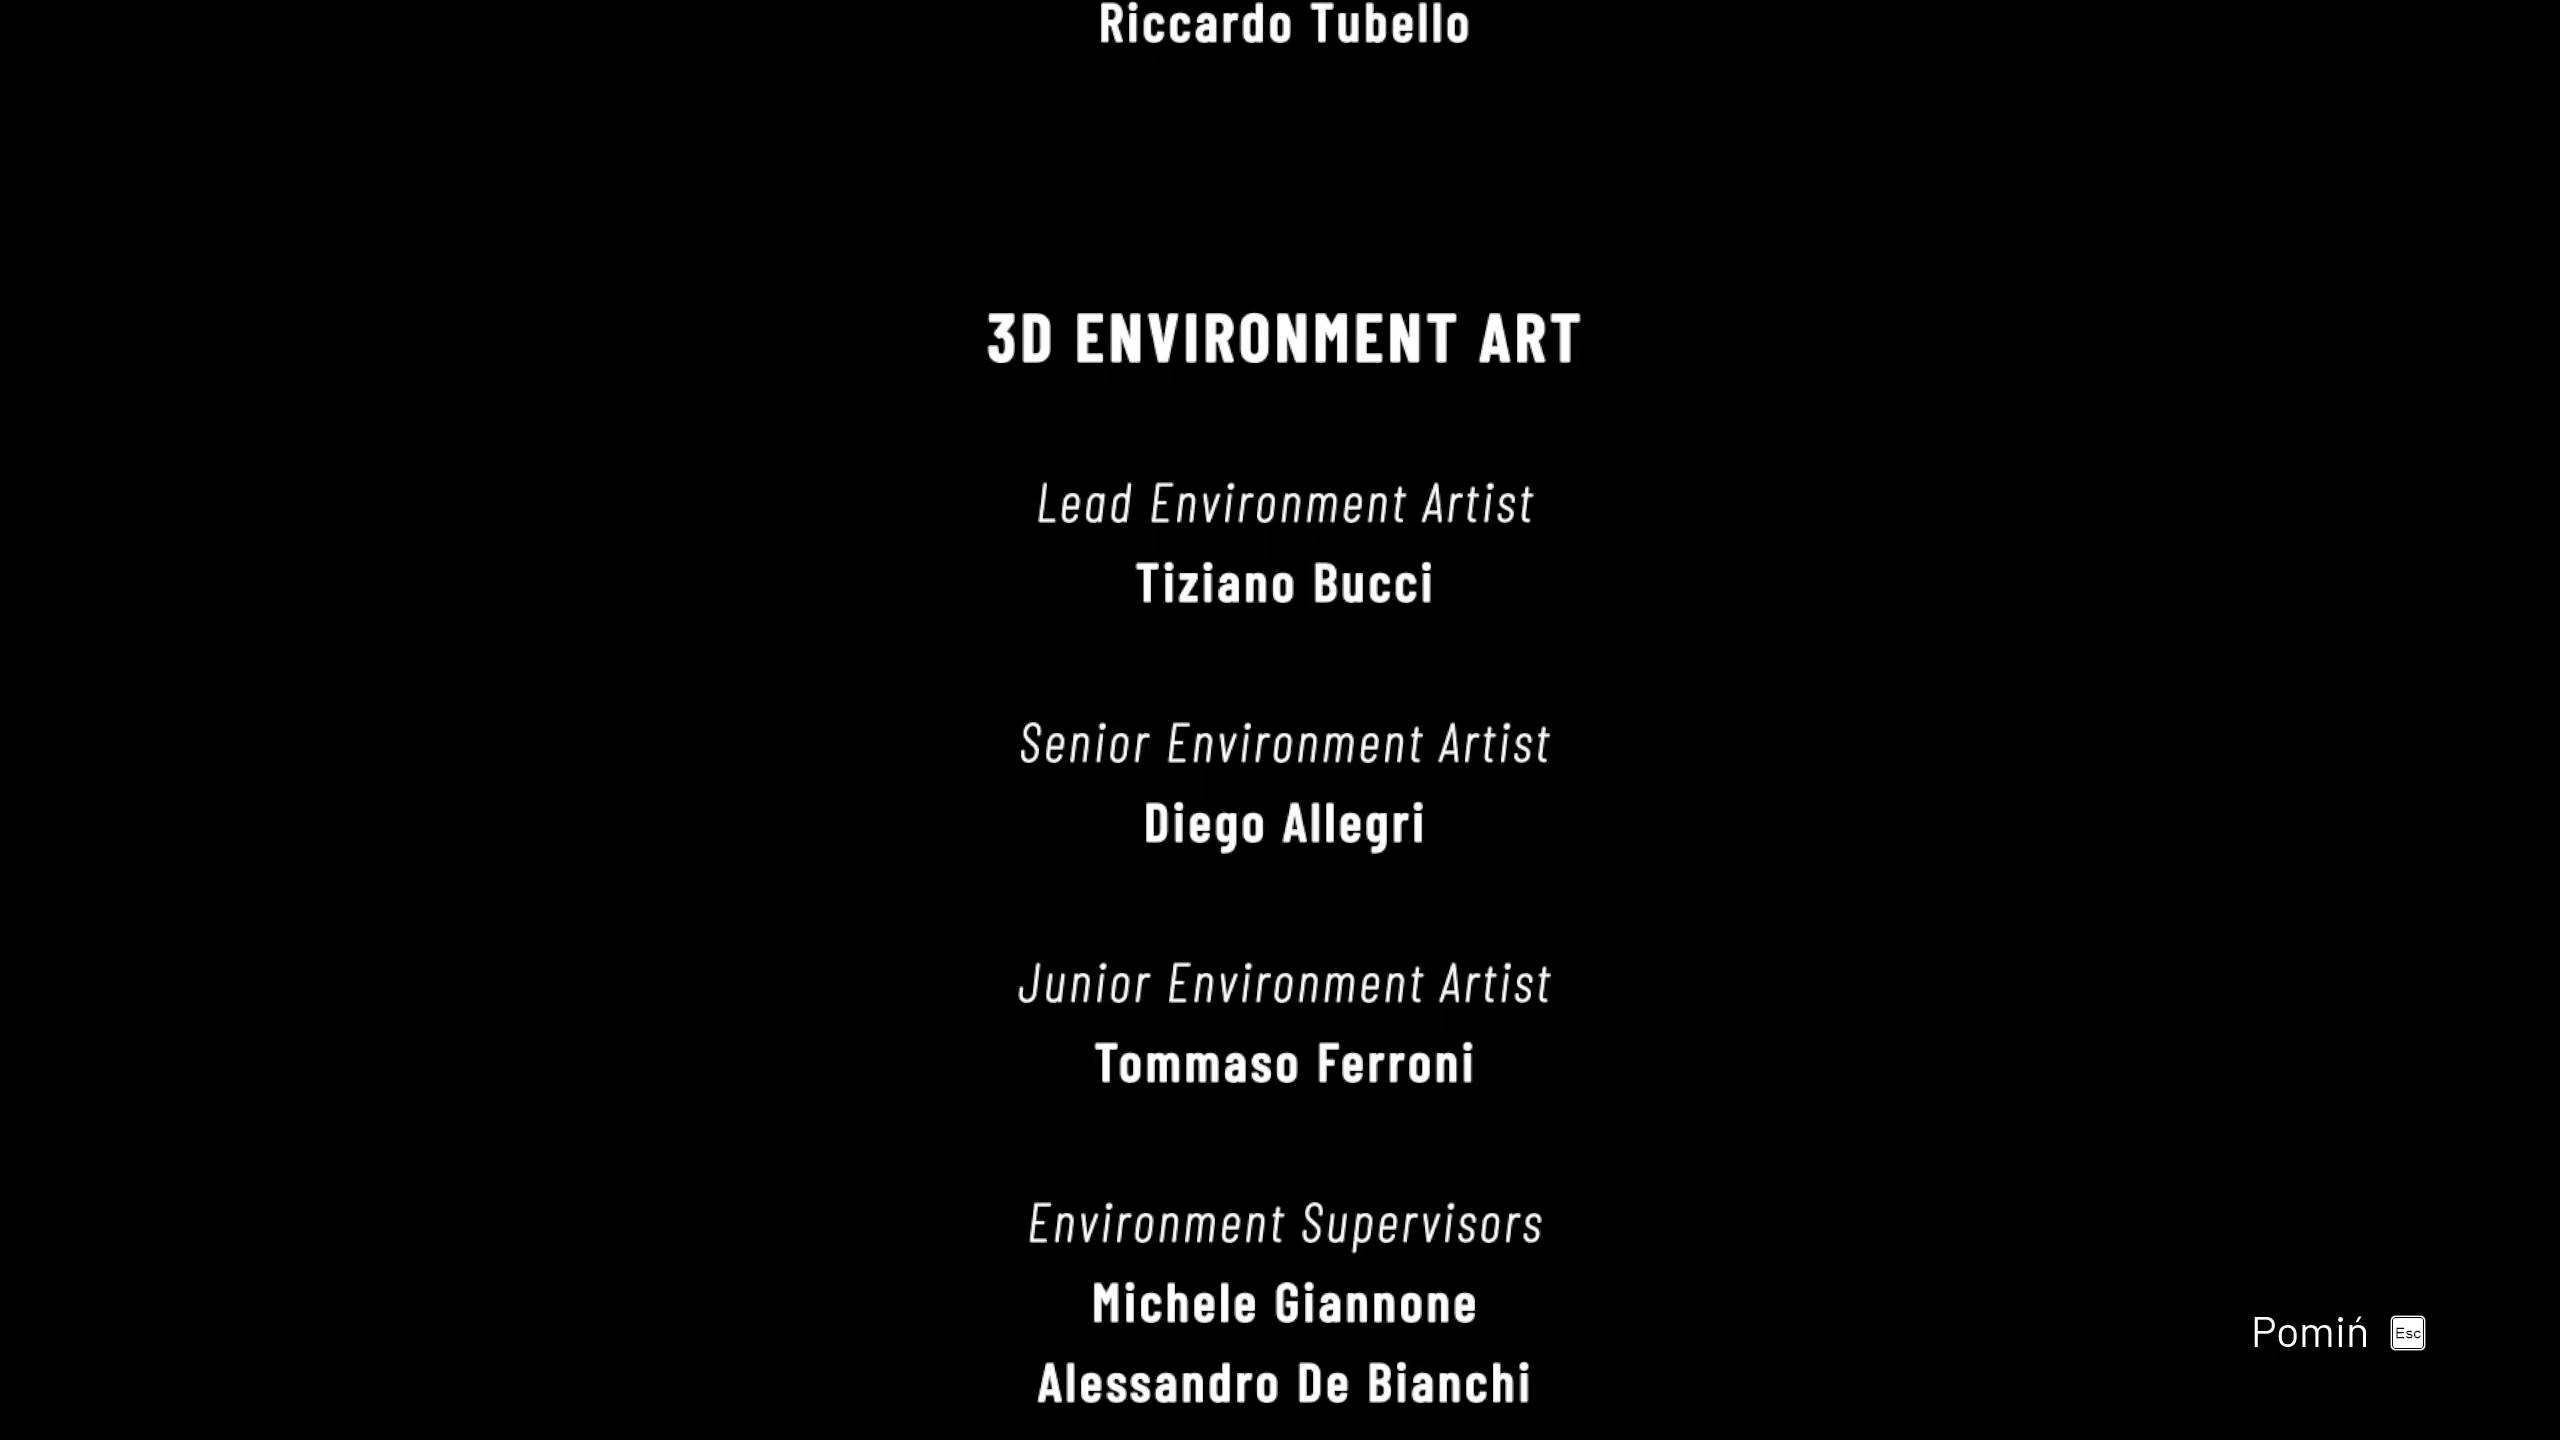 Riccardo Tubello
3D ENVIRONMENT ART
Lead Environment Artist
Tiziano Bucci
Senior Environment Artist
Diego Allegri
Junior Environment Artist
Tommaso Ferroni
Environment Supervisors
Michele Giannone
Alessandro De Bianchi
Pomiń Esc